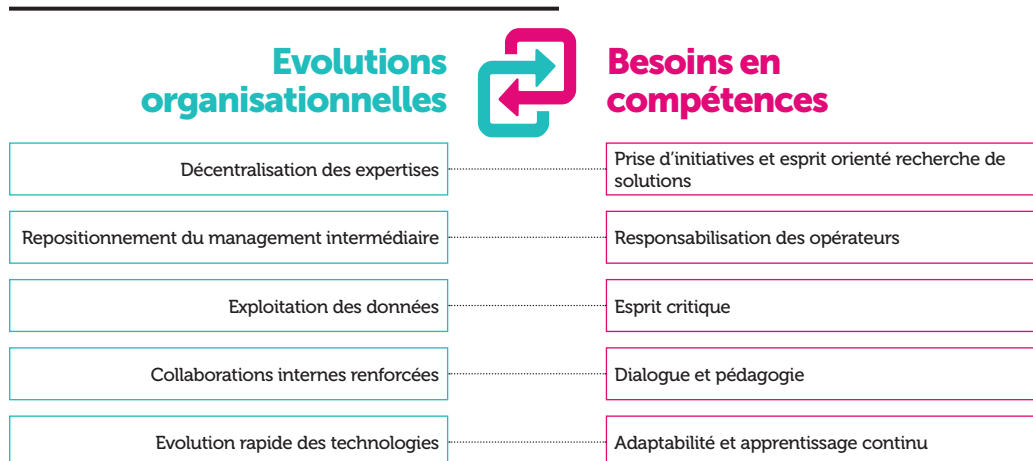 Evolutions
organisationnelles
Besoins en
compétences
Décentralisation des expertises
Prise d’initiatives et esprit orienté recherche de
solutions
Repositionnement du management intermédiaire
Responsabilisation des opérateurs
Exploitation des données
Esprit critique
Collaborations internes renforcées
Dialogue et pédagogie
Evolution rapide des technologies
Adaptabilité et apprentissage continu